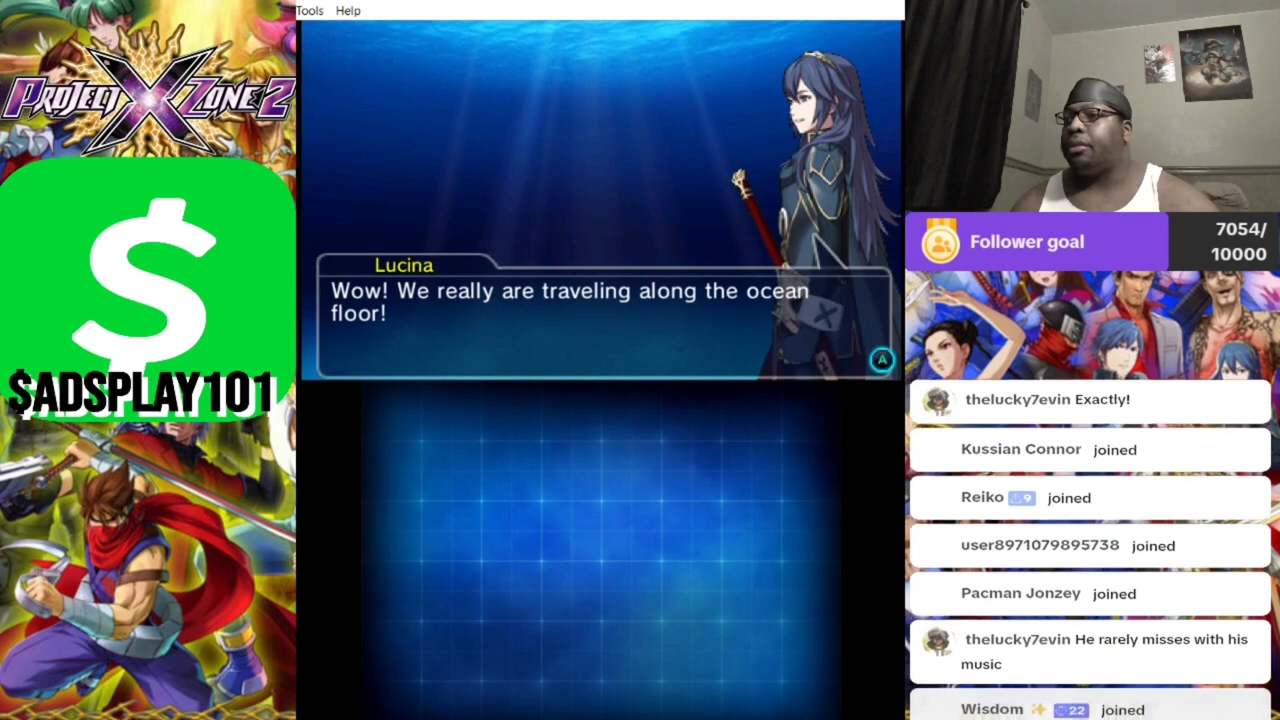 Tools Help
PROJECT X ZONE 2
$
$ADSPLAY101
Lucina
Wow! We really are traveling along the ocean
floor!
A
Follower goal
7054/
10000
thelucky7evin Exactly!
Kussian Connor joined
Reiko 9 joined
user8971079895738 joined
Pacman Jonzey joined
thelucky7evin He rarely misses with his
music
Wisdom 22 joined